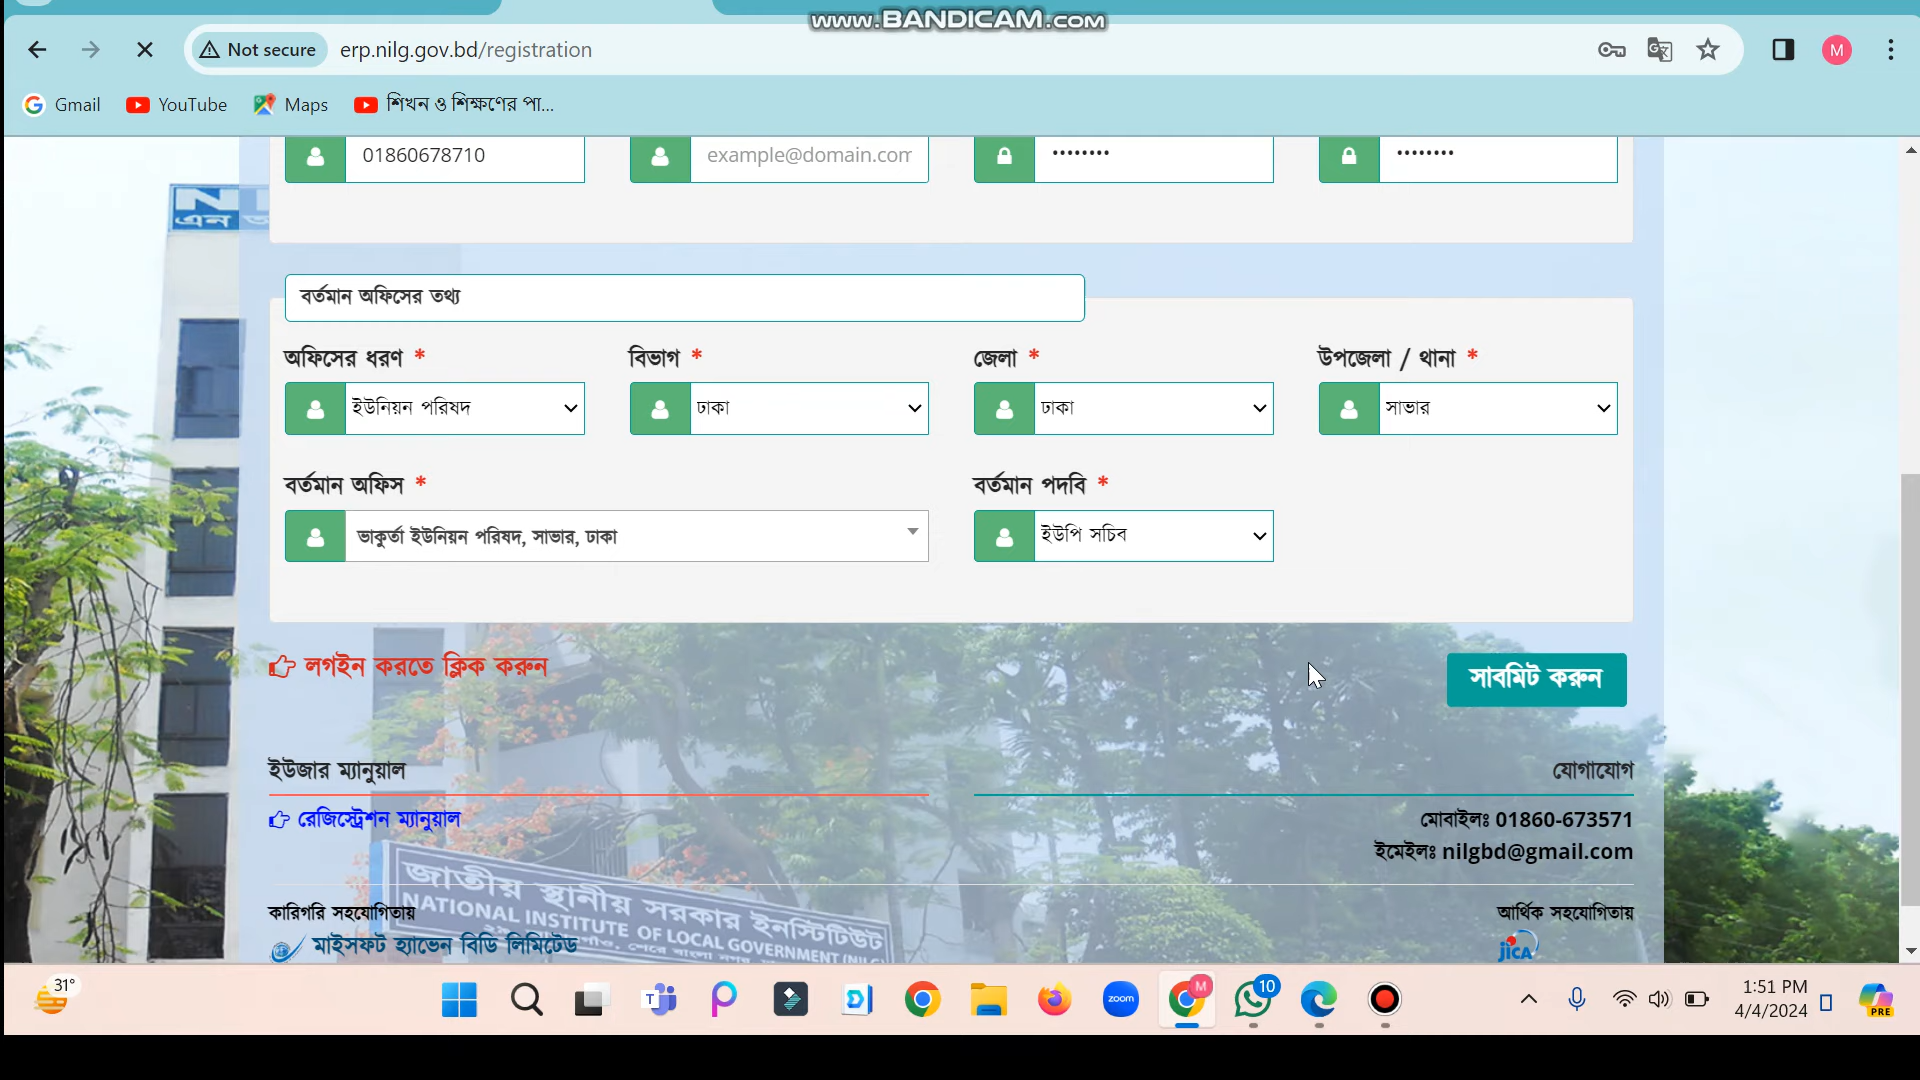 www.BANDICAM.com
Not secure
erp.nilg.gov.bd/registration
M
Gmail
YouTube
Maps
শিখন ও শিক্ষণের পা...
01860678710
example@domain.com
••••••••
••••••••
এন
বর্তমান অফিসের তথ্য
অফিসের ধরণ *
বিভাগ *
জেলা *
উপজেলা / থানা *
ইউনিয়ন পরিষদ
ঢাকা
ঢাকা
সাভার
বর্তমান অফিস *
বর্তমান পদবি *
ভাকুর্তা ইউনিয়ন পরিষদ, সাভার, ঢাকা
ইউপি সচিব
লগইন করতে ক্লিক করুন
সাবমিট করুন
ইউজার ম্যানুয়াল
যোগাযোগ
রেজিস্ট্রেশন ম্যানুয়াল
মোবাইলঃ 01860-673571
ইমেইলঃ nilgbd@gmail.com
জাতীয় স্থানীয় সরকার ইনস্টিটিউট
NATIONAL INSTITUTE OF LOCAL GOVERNMENT (NILG)
কারিগরি সহযোগিতায়
আর্থিক সহযোগিতায়
মাইসফট হ্যাভেন বিডি লিমিটেড
jICA
31°
zoom
M
10
1:51 PM
4/4/2024
PRE